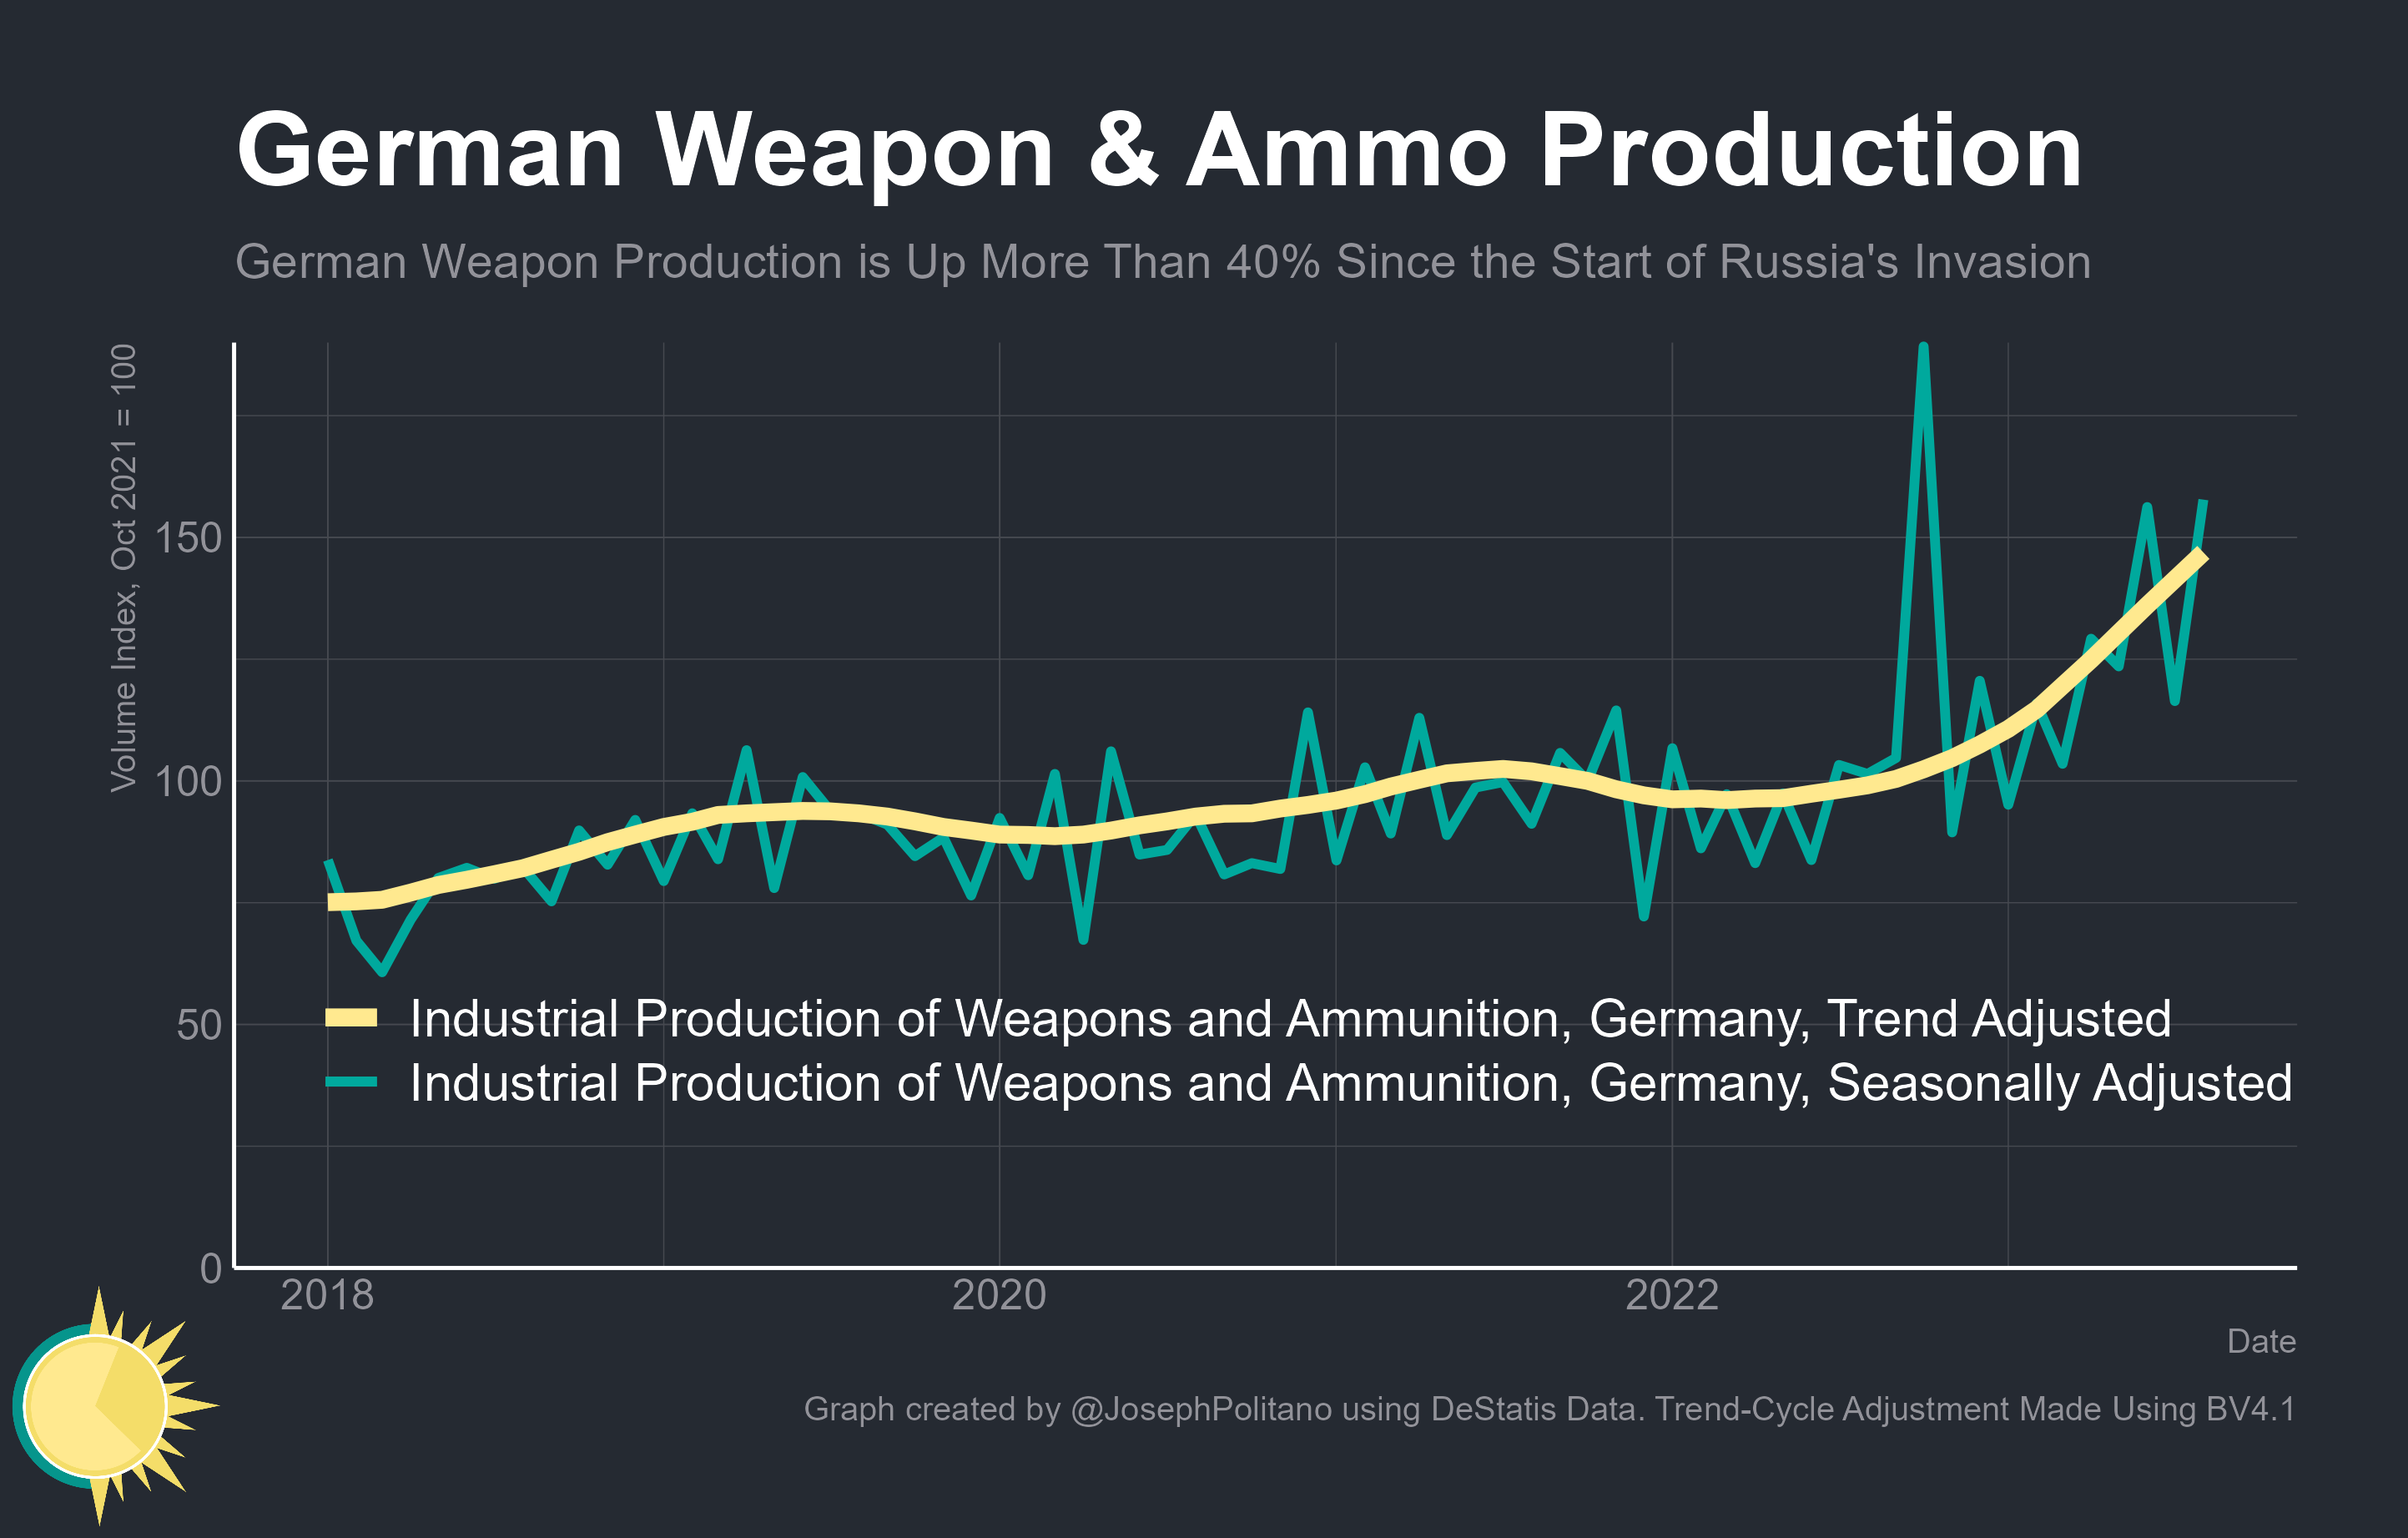 German Weapon & Ammo Production
German Weapon Production is Up More Than 40% Since the Start of Russia's Invasion
Volume Index, Oct 2021 = 100
150
100
50
0
Industrial Production of Weapons and Ammunition, Germany, Trend Adjusted
Industrial Production of Weapons and Ammunition, Germany, Seasonally Adjusted
2018
2020
2022
Date
Graph created by @JosephPolitano using DeStatis Data. Trend-Cycle Adjustment Made Using BV4.1